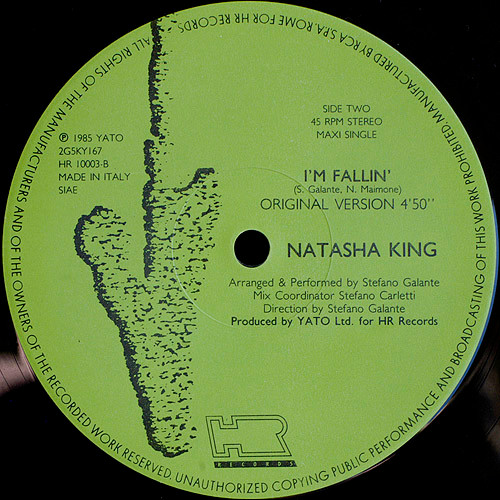 ALL RIGHTS OF THE MANUFACTURERS AND OF THE OWNERS OF THE RECORDED WORK RESERVED. UNAUTHORIZED COPYING PUBLIC PERFORMANCE AND BROADCASTING OF THIS WORK PROHIBITED. MANUFACTURED BY RCA S.P.A. ROME FOR HR RECORDS
SIDE TWO
45 RPM STEREO
MAXI SINGLE
℗ 1985 YATO
2G5KY167
HR 10003-B
MADE IN ITALY
SIAE
I'M FALLIN'
(S. Galante, N. Maimone)
ORIGINAL VERSION 4'50''
NATASHA KING
Arranged & Performed by Stefano Galante
Mix Coordinator Stefano Carletti
Direction by Stefano Galante
Produced by YATO Ltd. for HR Records
HR
RECORDS